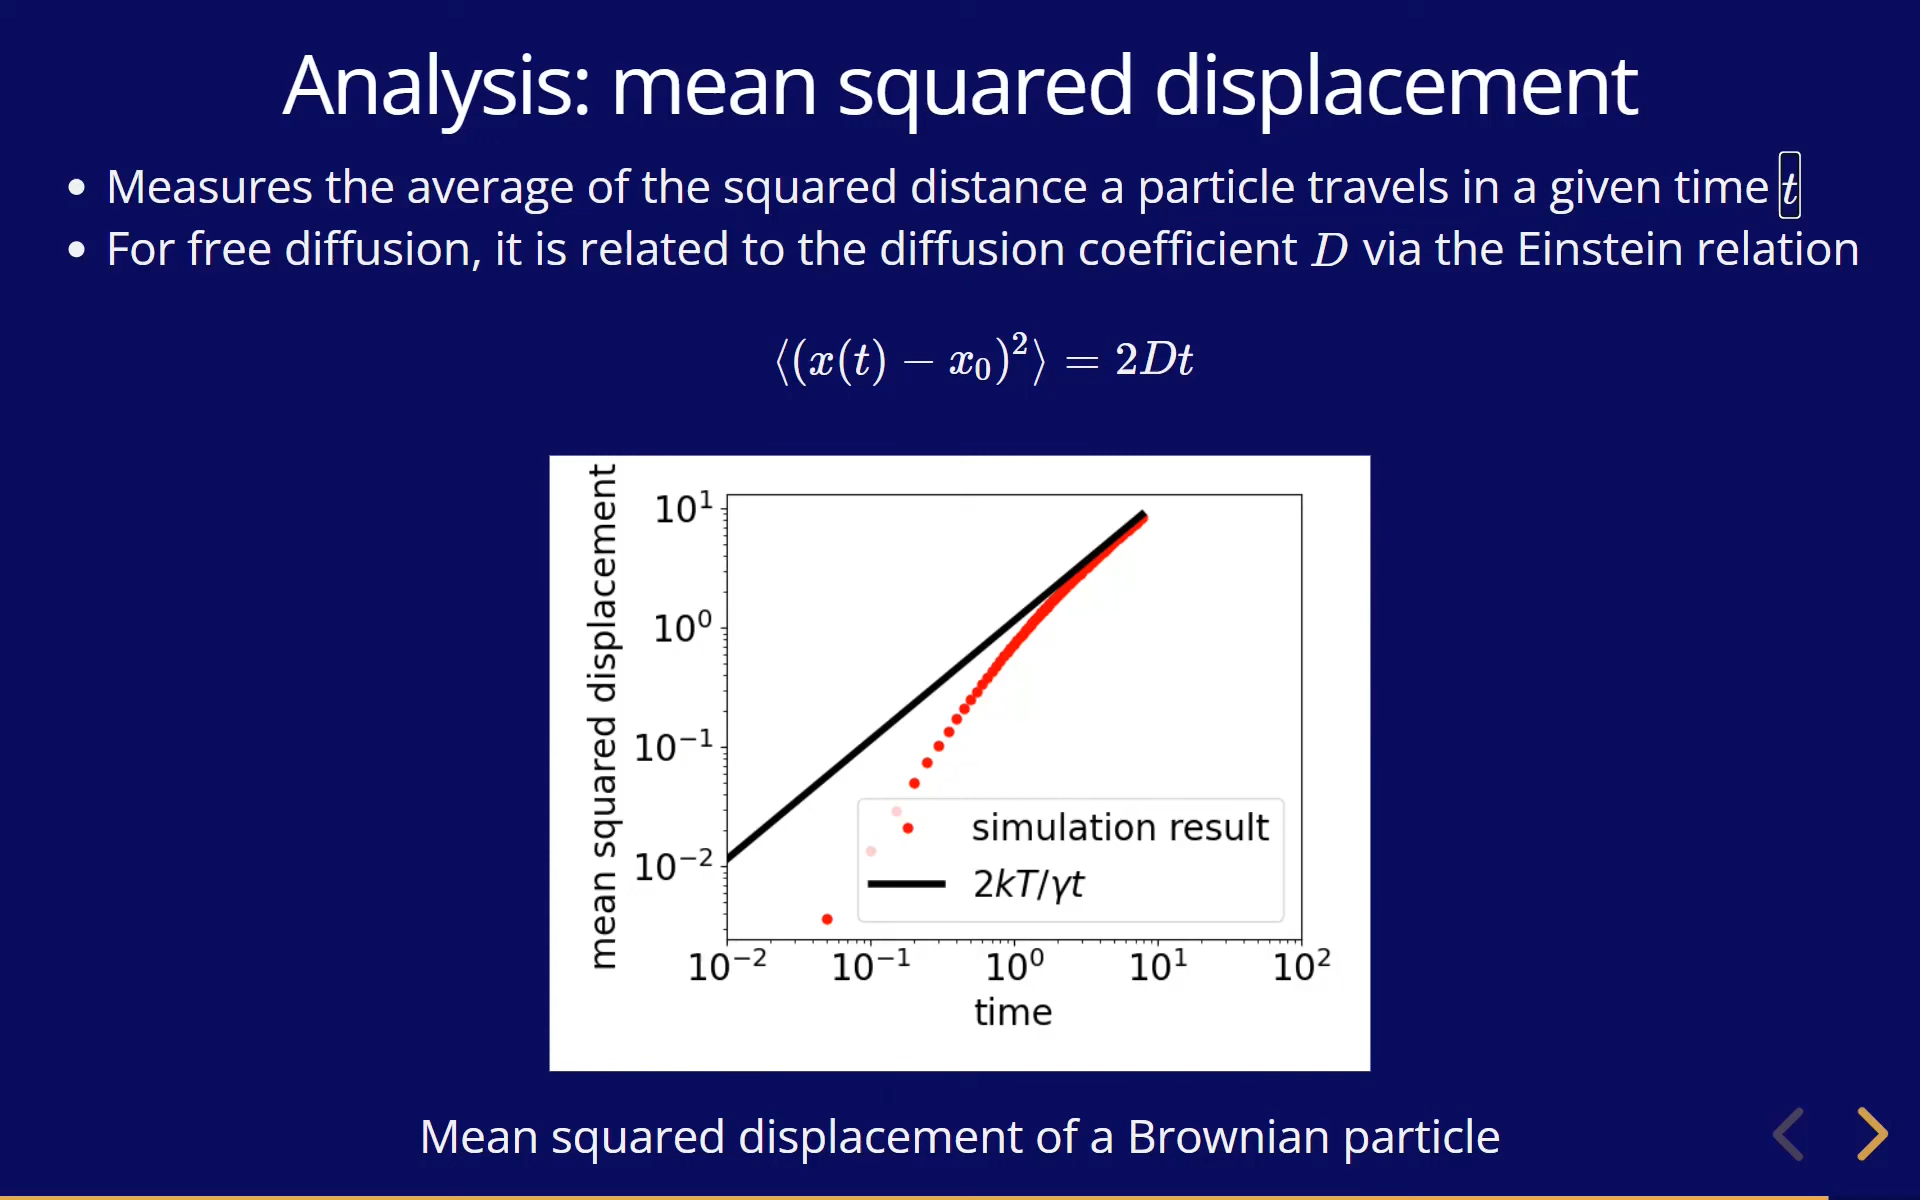 Analysis: mean squared displacement
• Measures the average of the squared distance a particle travels in a given time t
• For free diffusion, it is related to the diffusion coefficient D via the Einstein relation
⟨(x(t) − x₀)²⟩ = 2Dt
mean squared displacement
10¹
10⁰
10⁻¹
10⁻²
simulation result
2kT/γt
10⁻² 10⁻¹ 10⁰ 10¹ 10²
time
Mean squared displacement of a Brownian particle